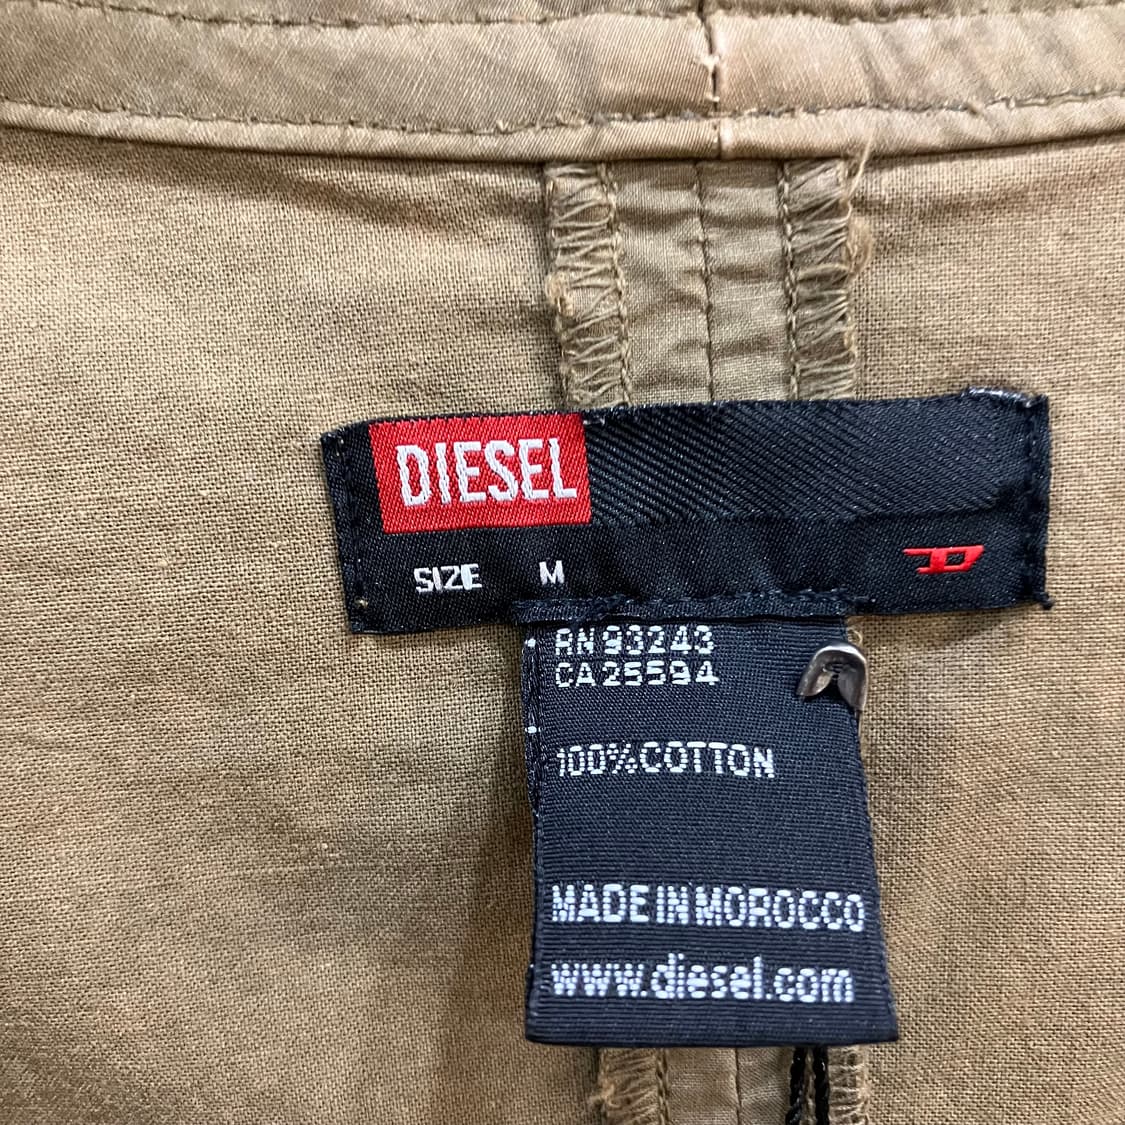 DIESEL
SIZE M
RN 93243
CA 25594
100% COTTON
MADE IN MOROCCO
www.diesel.com